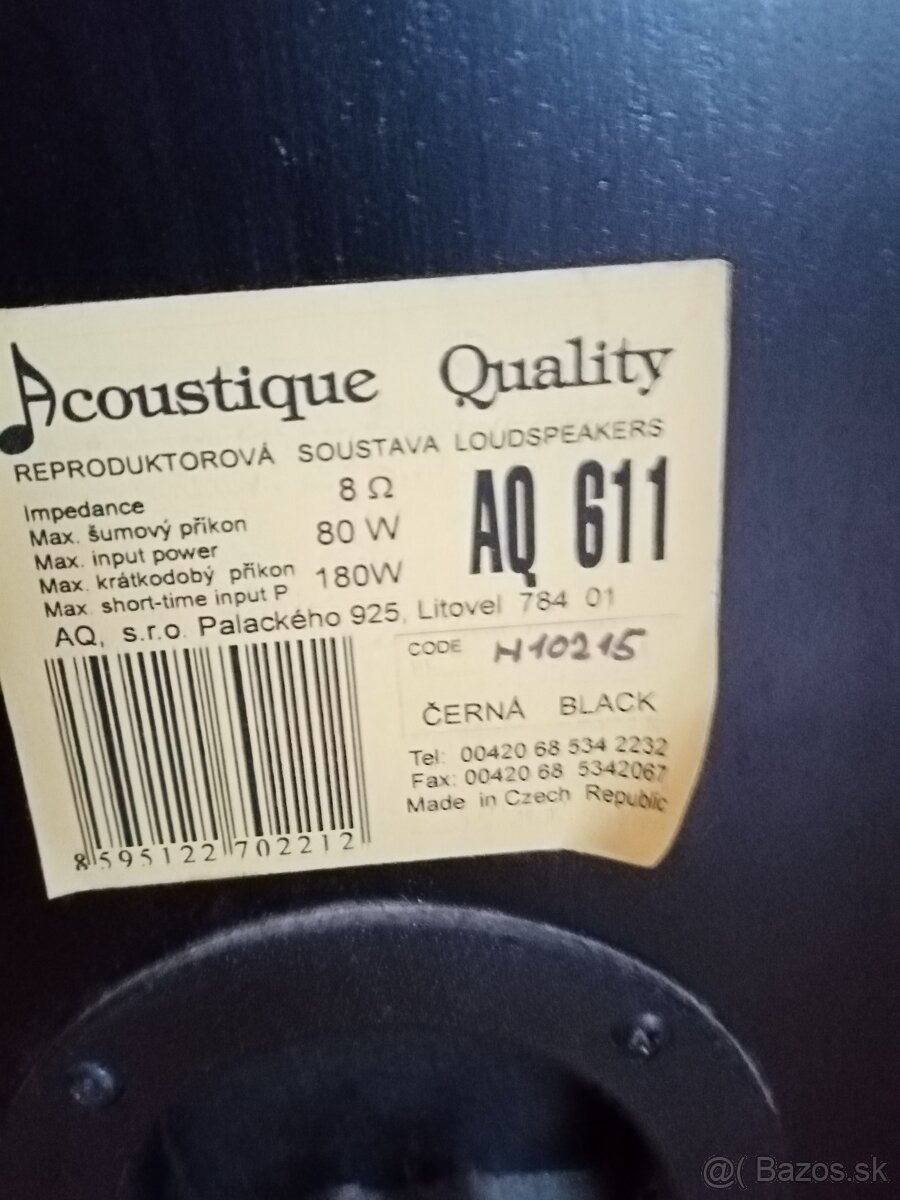 Acoustique Quality
REPRODUKTOROVÁ SOUSTAVA LOUDSPEAKERS
Impedance 8 Ω
AQ 611
Max. šumový příkon 80 W
Max. input power
Max. krátkodobý příkon 180W
Max short-time input P
AQ, s.r.o. Palackého 925, Litovel 784 01
CODE H10215
ČERNÁ BLACK
Tel: 00420 68 534 2232
Fax: 00420 68 5342067
Made in Czech Republic
8595122702212
@( Bazos.sk